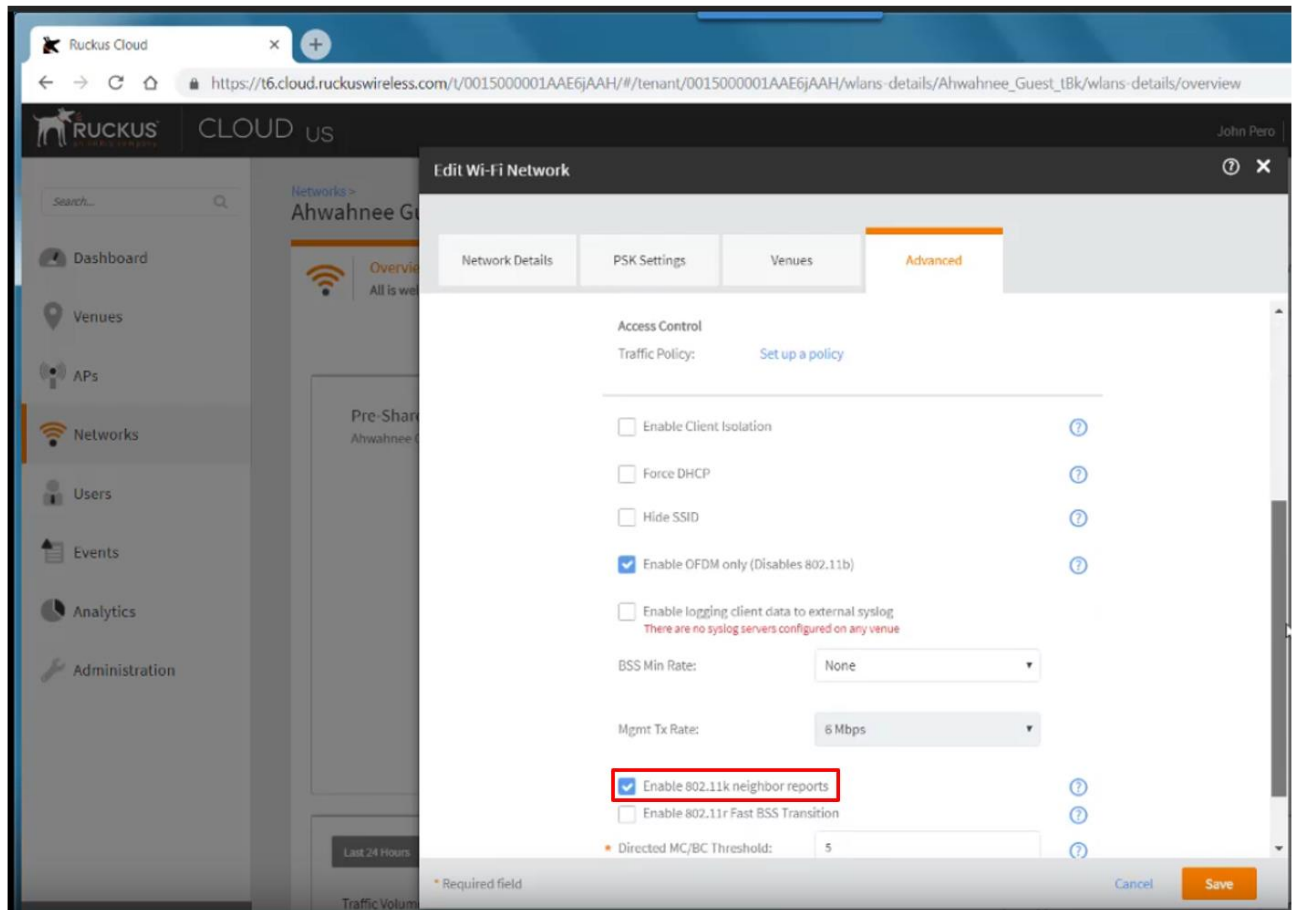 Ruckus Cloud
https://t6.cloud.ruckuswireless.com/t/0015000001AAE6jAAH/#/tenant/0015000001AAE6jAAH/wlans-details/Ahwahnee_Guest_tBk/wlans-details/overview
RUCKUS CLOUD US
John Pero
Search...
Dashboard
Venues
APs
Networks
Users
Events
Analytics
Administration
Networks >
Ahwahnee Gu
Overvie
All is wel
Pre-Share
Ahwahnee
Last 24 Hours
Traffic Volum
Edit Wi-Fi Network
Network Details
PSK Settings
Venues
Advanced
Access Control
Traffic Policy: Set up a policy
Enable Client Isolation
Force DHCP
Hide SSID
Enable OFDM only (Disables 802.11b)
Enable logging client data to external syslog
There are no syslog servers configured on any venue
BSS Min Rate: None
Mgmt Tx Rate: 6 Mbps
Enable 802.11k neighbor reports
Enable 802.11r Fast BSS Transition
* Directed MC/BC Threshold: 5
* Required field
Cancel
Save